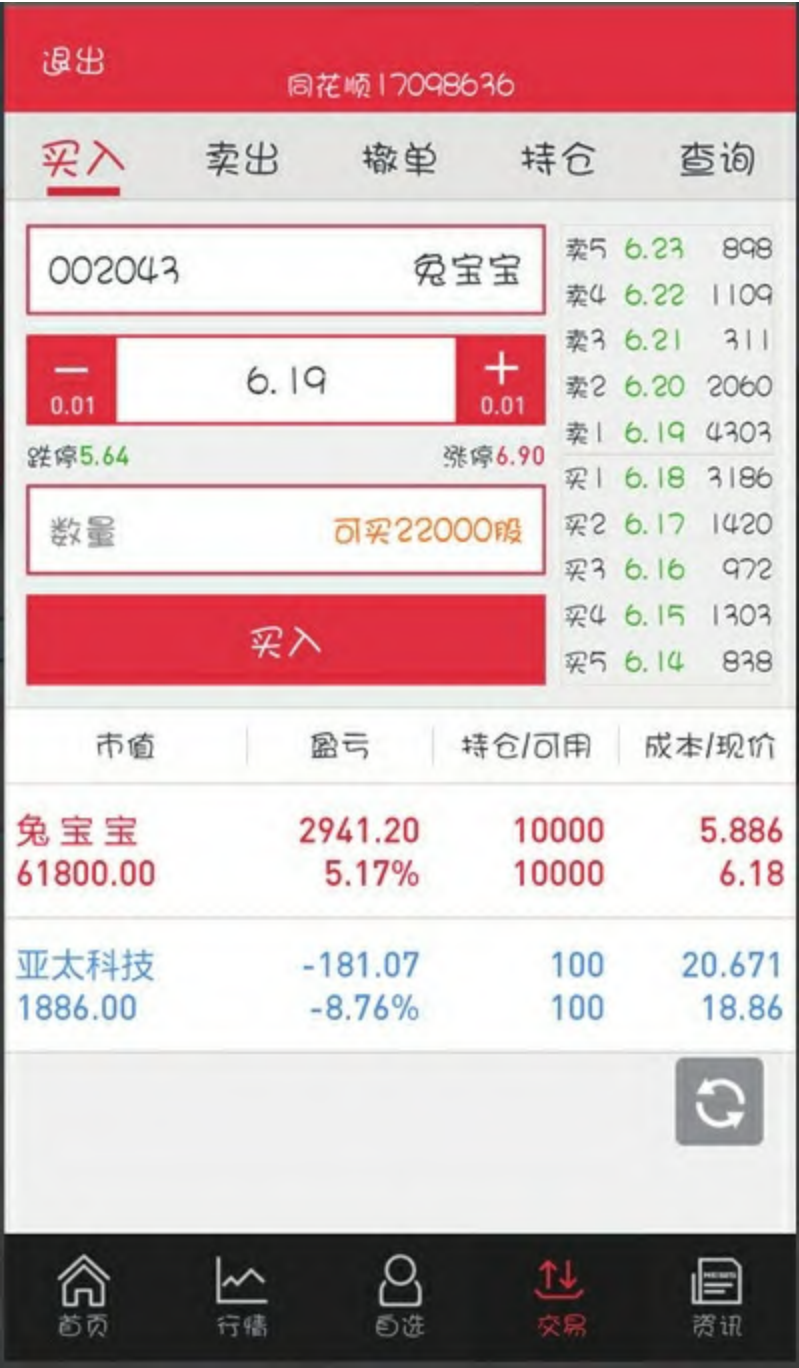 退出
同花顺17098636
买入 卖出 撤单 持仓 查询
002043 兔宝宝
卖5 6.23 898
卖4 6.22 1109
— 6.19 +
0.01 0.01
卖3 6.21 311
卖2 6.20 2060
卖1 6.19 4303
跌停5.64 涨停6.90
买1 6.18 3186
数量 可买22000股
买2 6.17 1420
买3 6.16 972
买入
买4 6.15 1303
买5 6.14 838
市值 盈亏 持仓/可用 成本/现价
兔宝宝 2941.20 10000 5.886
61800.00 5.17% 10000 6.18
亚太科技 -181.07 100 20.671
1886.00 -8.76% 100 18.86
首页 行情 自选 交易 资讯